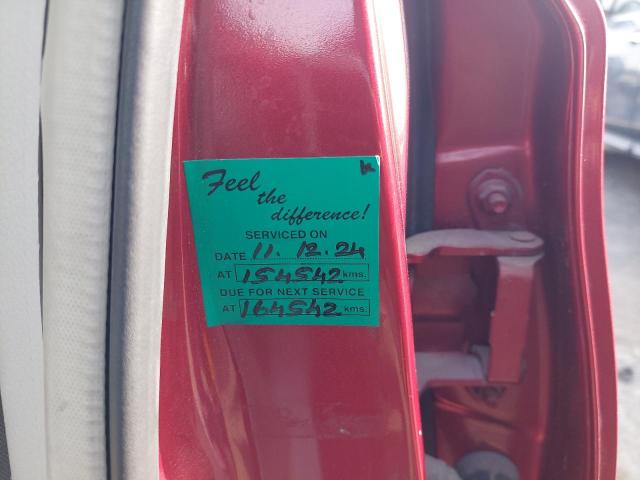 k
Feel
the
difference!
SERVICED ON
DATE 11.12.24
AT 154542 kms.
DUE FOR NEXT SERVICE
AT 164542 kms.